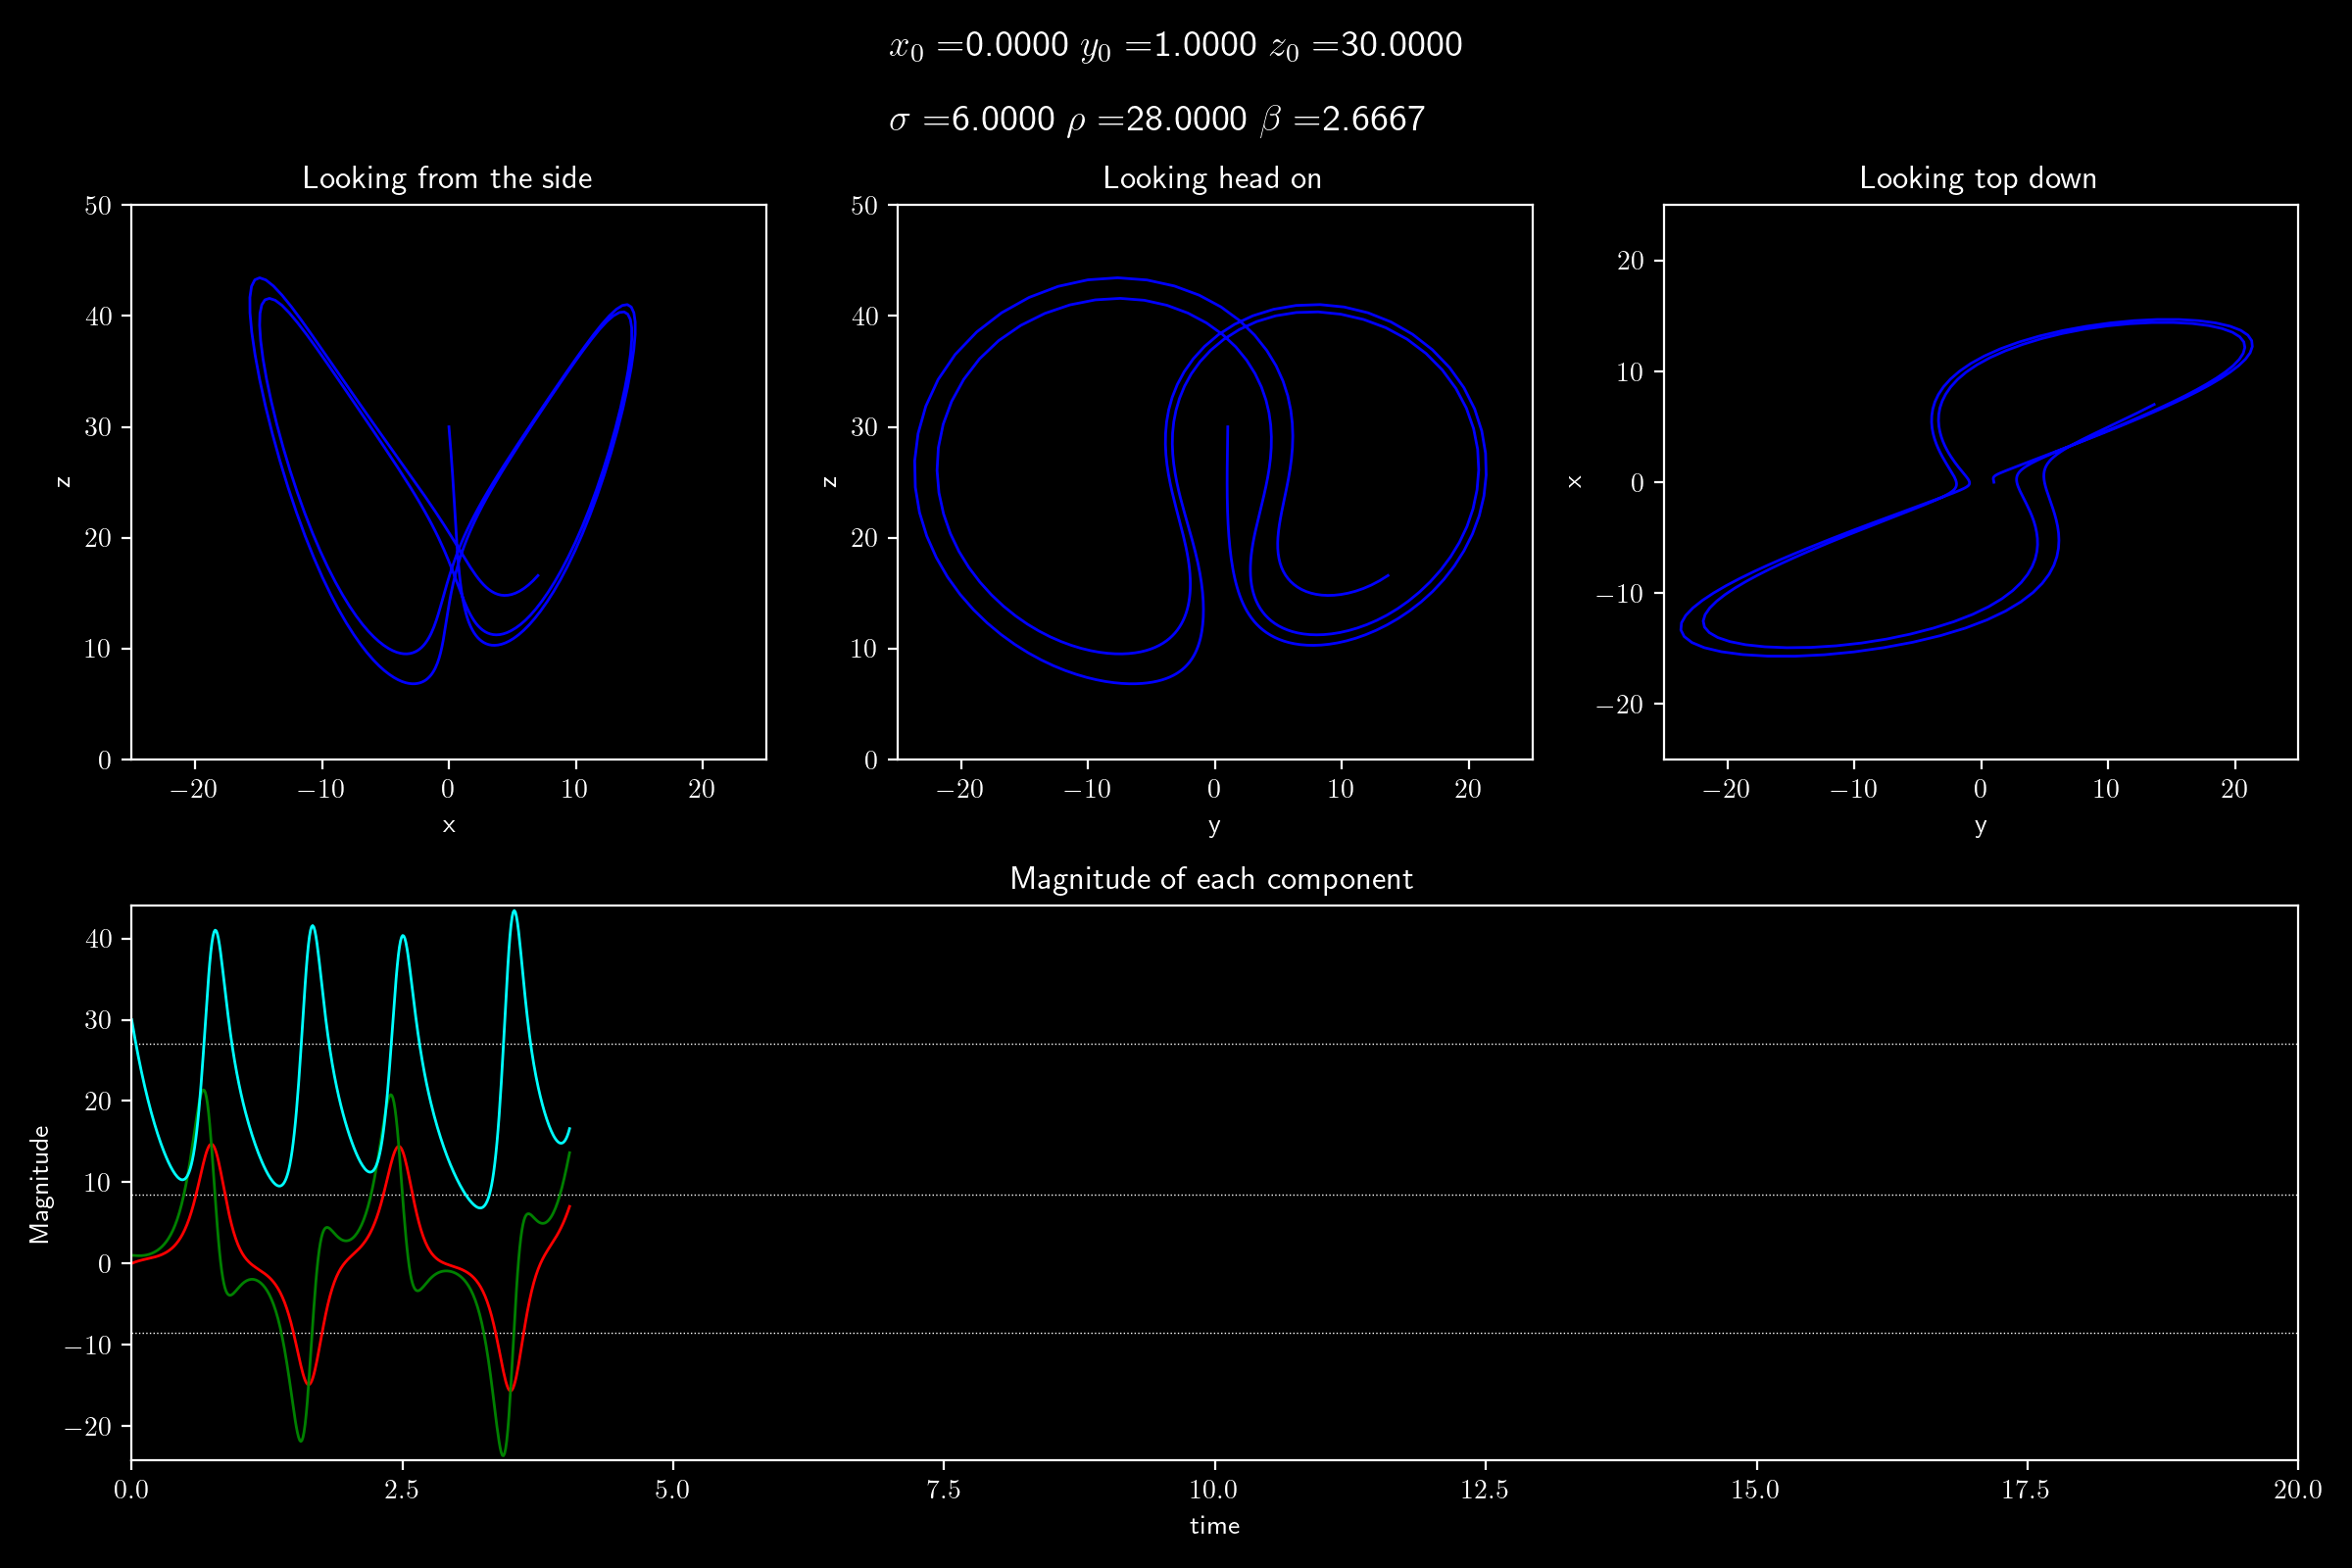 x₀ =0.0000 y₀ =1.0000 z₀ =30.0000
σ =6.0000 ρ =28.0000 β =2.6667
Looking from the side
50
40
30
20
10
0
z
−20 −10 0 10 20
x
Looking head on
50
40
30
20
10
0
z
−20 −10 0 10 20
y
Looking top down
20
10
0
−10
−20
x
−20 −10 0 10 20
y
Magnitude of each component
40
30
20
10
0
−10
−20
Magnitude
0.0 2.5 5.0 7.5 10.0 12.5 15.0 17.5 20.0
time